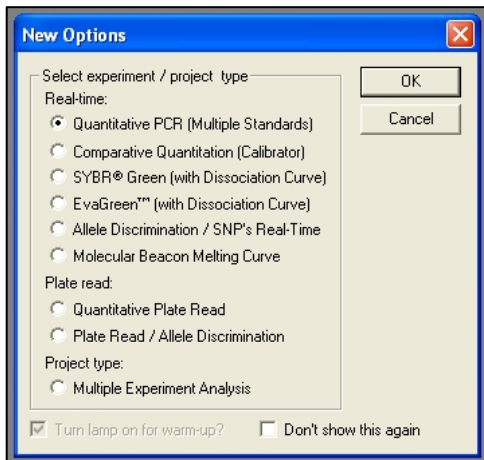 New Options
Select experiment / project type
OK
Real-time:
Quantitative PCR (Multiple Standards)
Cancel
Comparative Quantitation (Calibrator)
SYBR® Green (with Dissociation Curve)
EvaGreen™ (with Dissociation Curve)
Allele Discrimination / SNP's Real-Time
Molecular Beacon Melting Curve
Plate read:
Quantitative Plate Read
Plate Read / Allele Discrimination
Project type:
Multiple Experiment Analysis
Turn lamp on for warm-up? Don't show this again